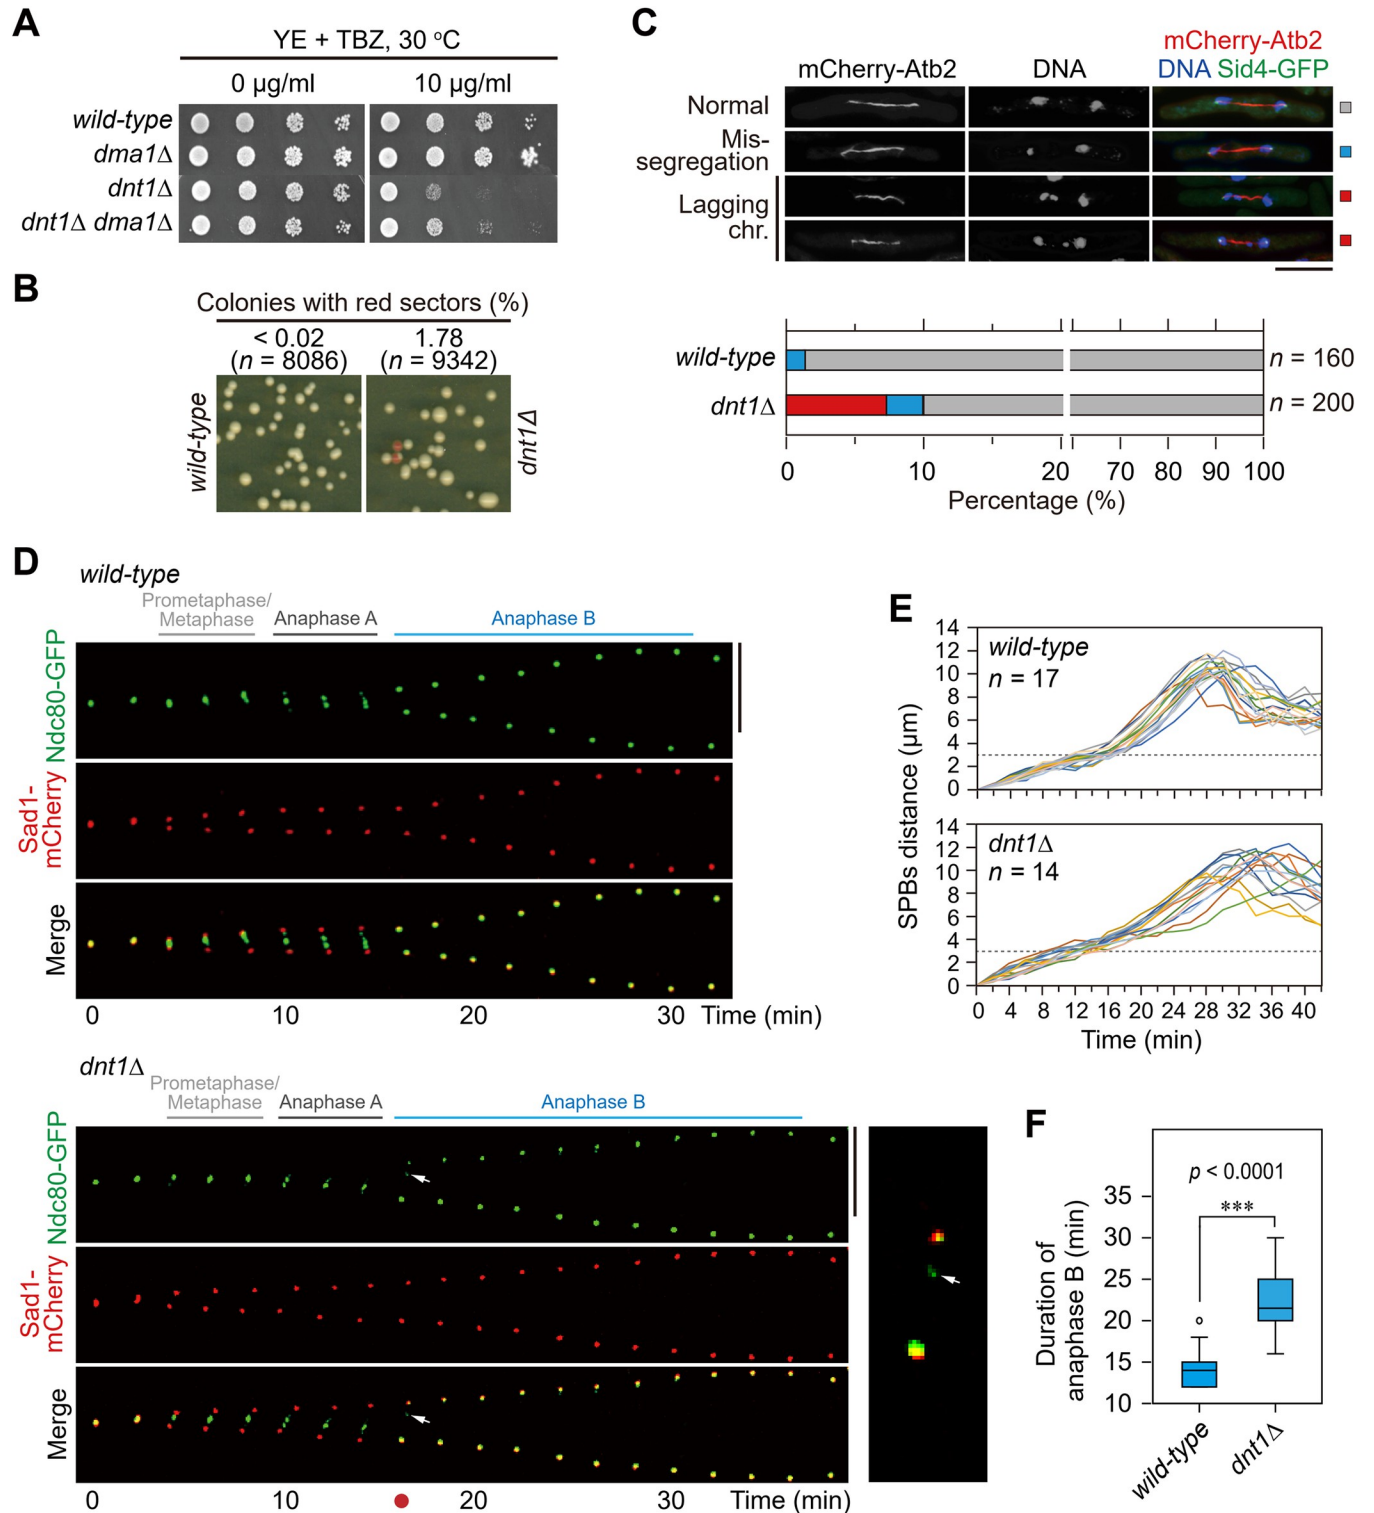 A
YE + TBZ, 30 °C
0 μg/ml
10 μg/ml
wild-type
dma1Δ
dnt1Δ
dnt1Δ dma1Δ
B
Colonies with red sectors (%)
< 0.02
(n = 8086)
1.78
(n = 9342)
wild-type
dnt1Δ
C
mCherry-Atb2
DNA
mCherry-Atb2
DNA Sid4-GFP
Normal
Mis-
segregation
Lagging
chr.
wild-type
n = 160
dnt1Δ
n = 200
0 10 20 70 80 90 100
Percentage (%)
D
wild-type
Prometaphase/
Metaphase
Anaphase A
Anaphase B
Ndc80-GFP
Sad1-
mCherry
Merge
0 10 20 30 Time (min)
dnt1Δ
Prometaphase/
Metaphase
Anaphase A
Anaphase B
Ndc80-GFP
Sad1-
mCherry
Merge
0 10 20 30 Time (min)
E
SPBs distance (μm)
14
12
10
8
6
4
2
0
wild-type
n = 17
14
12
10
8
6
4
2
0
dnt1Δ
n = 14
0 4 8 12 16 20 24 28 32 36 40
Time (min)
F
Duration of
anaphase B (min)
35
30
25
20
15
10
p < 0.0001
***
wild-type
dnt1Δ